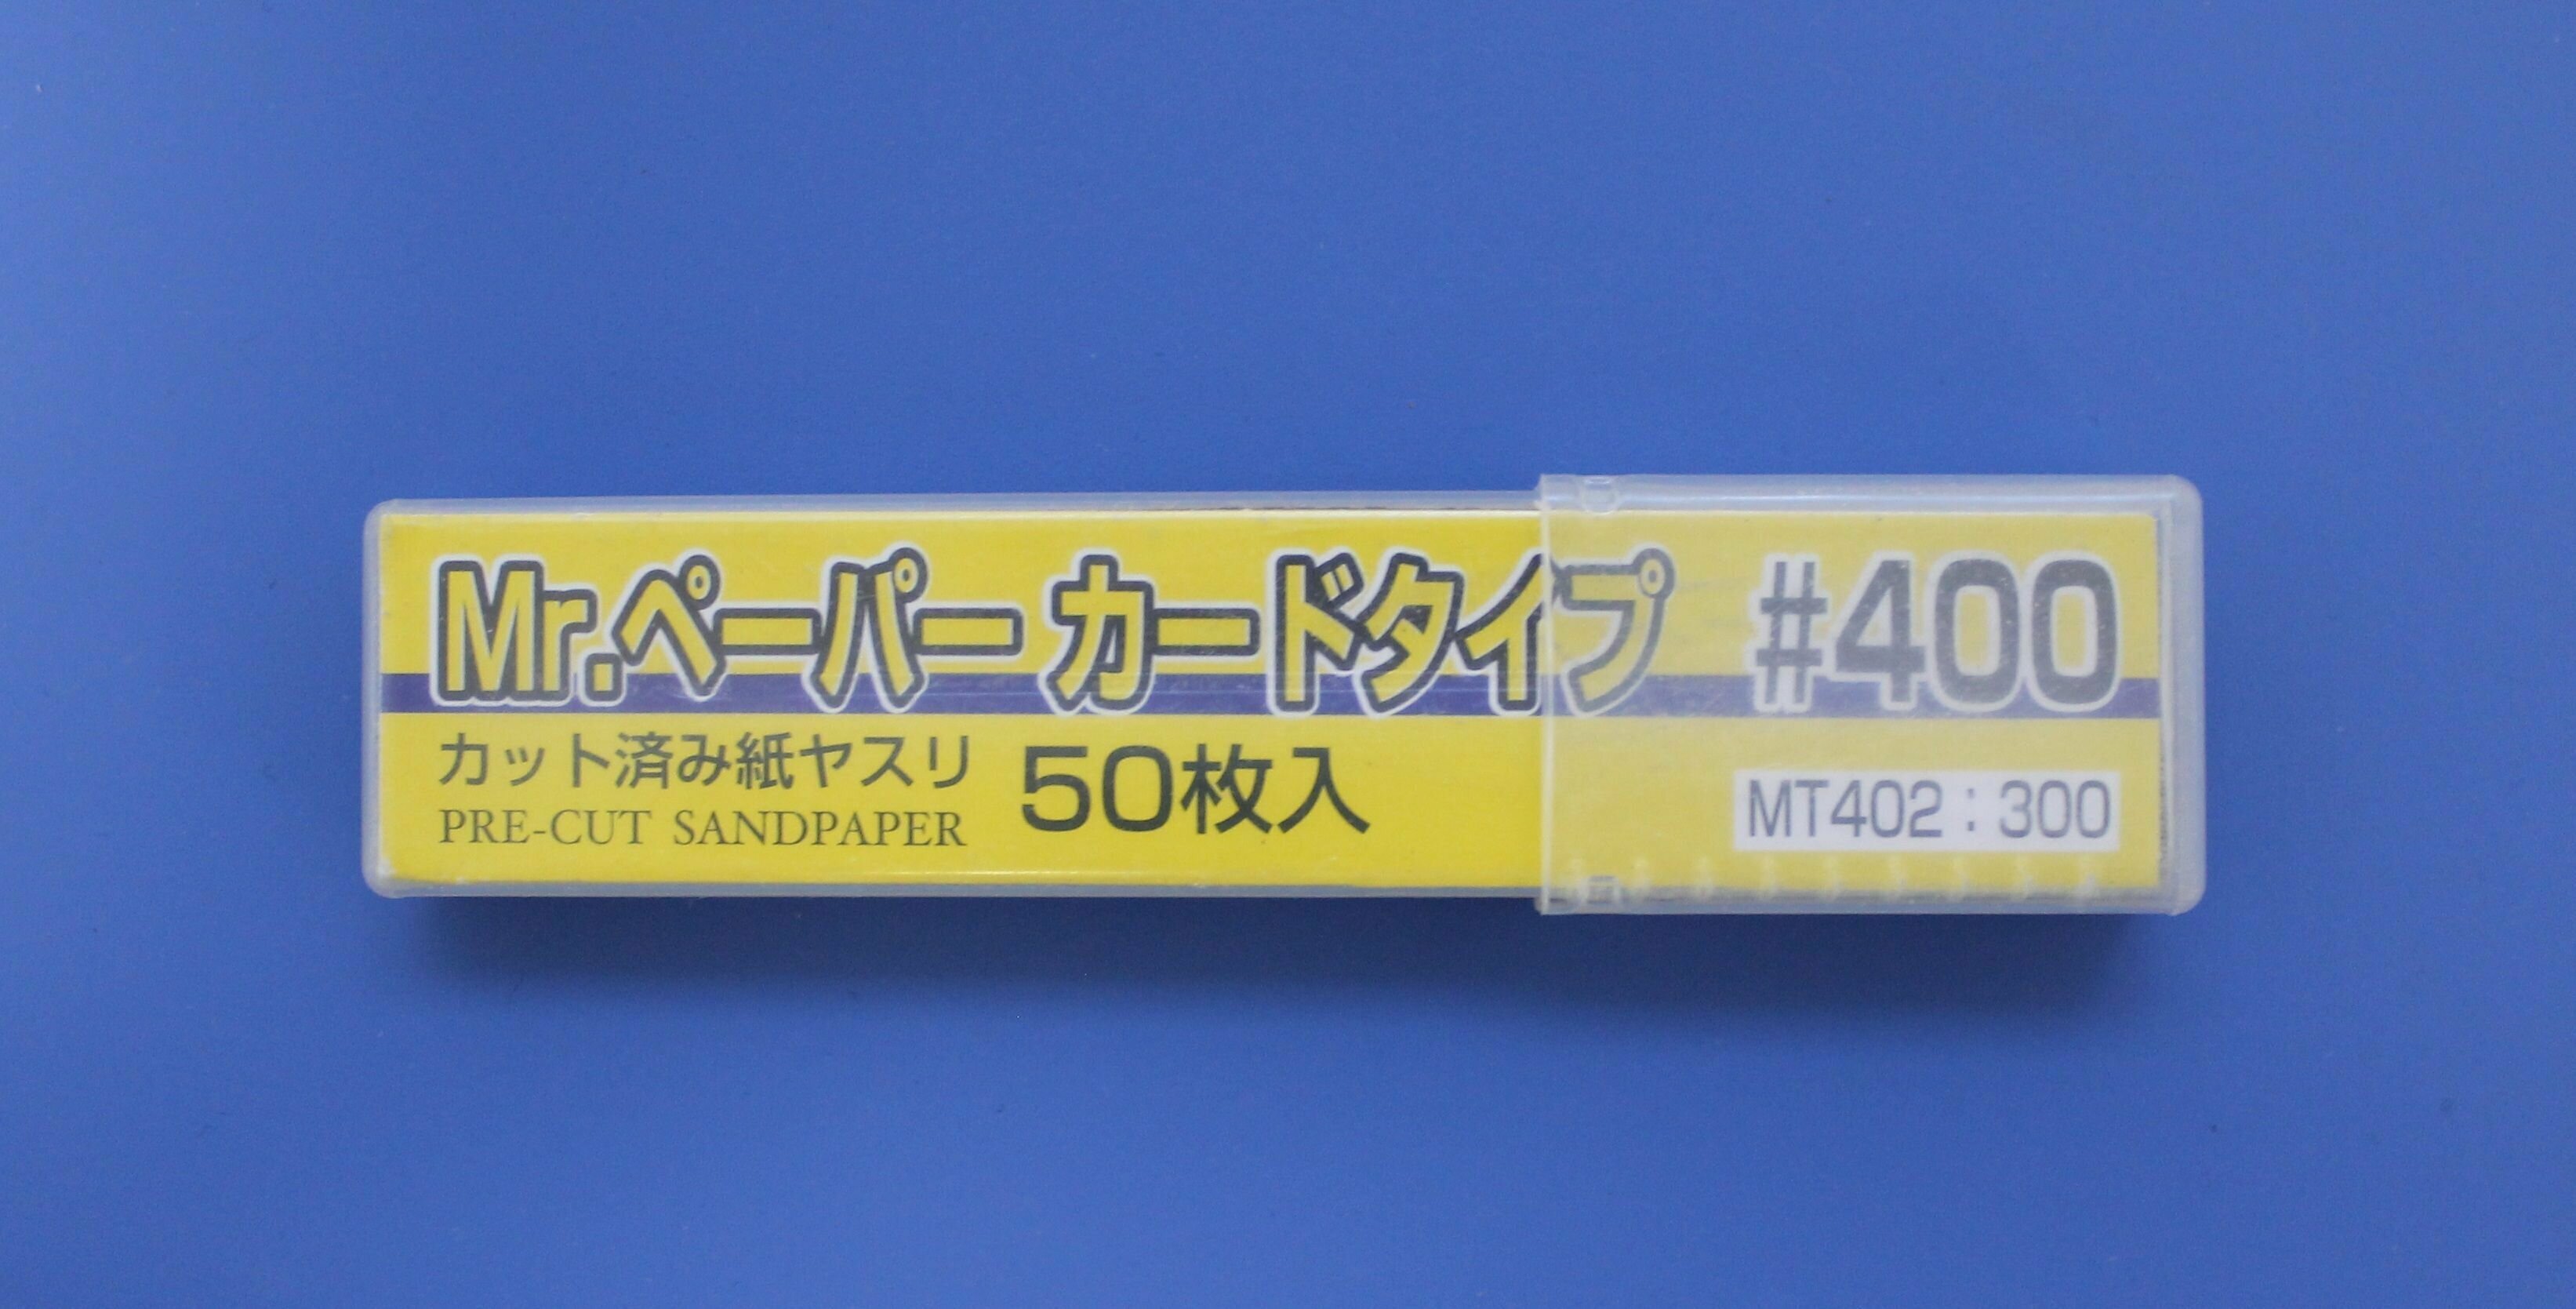 Mr.ペーパー カードタイプ #400
カット済み紙ヤスリ
PRE-CUT SANDPAPER
50枚入
MT402:300